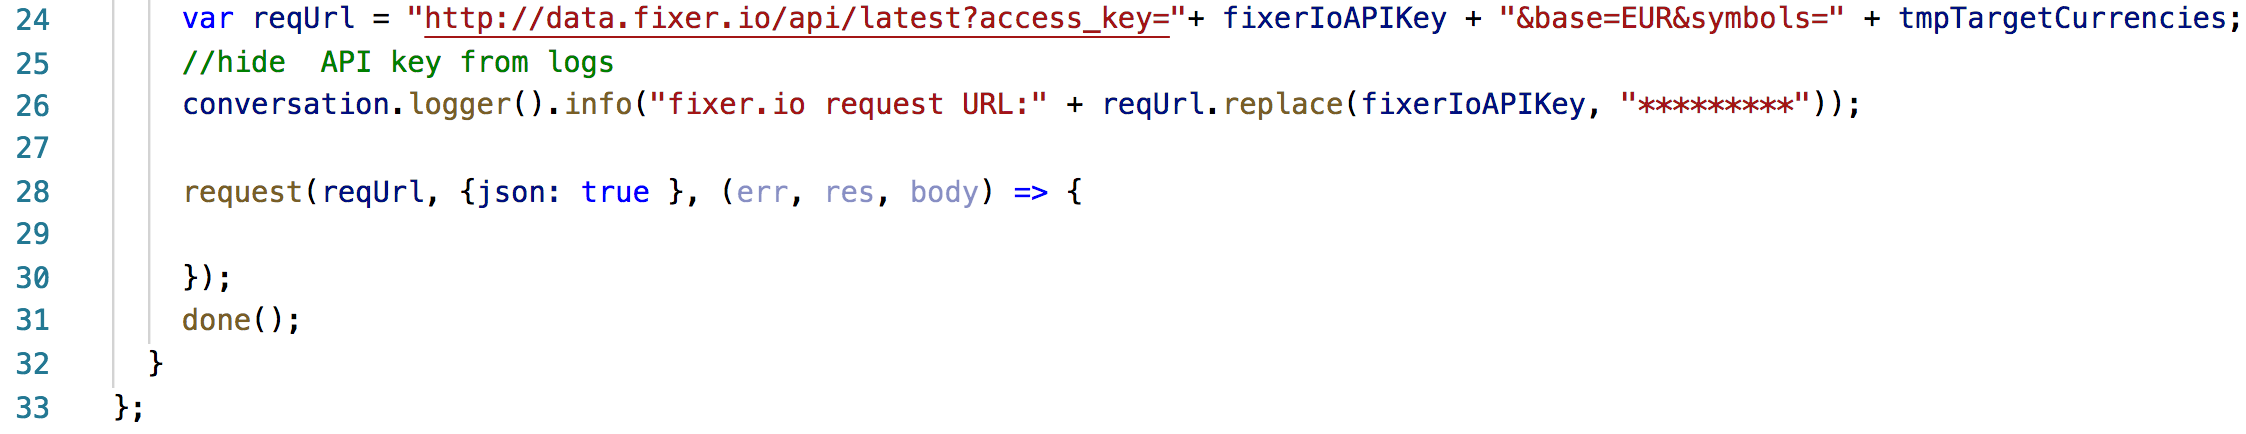 24 var reqUrl = "http://data.fixer.io/api/latest?access_key="+ fixerIoAPIKey + "&base=EUR&symbols=" + tmpTargetCurrencies;
25 //hide  API key from logs
26 conversation.logger().info("fixer.io request URL:" + reqUrl.replace(fixerIoAPIKey, "*********"));
27
28 request(reqUrl, {json: true }, (err, res, body) => {
29
30 });
31 done();
32 }
33 };